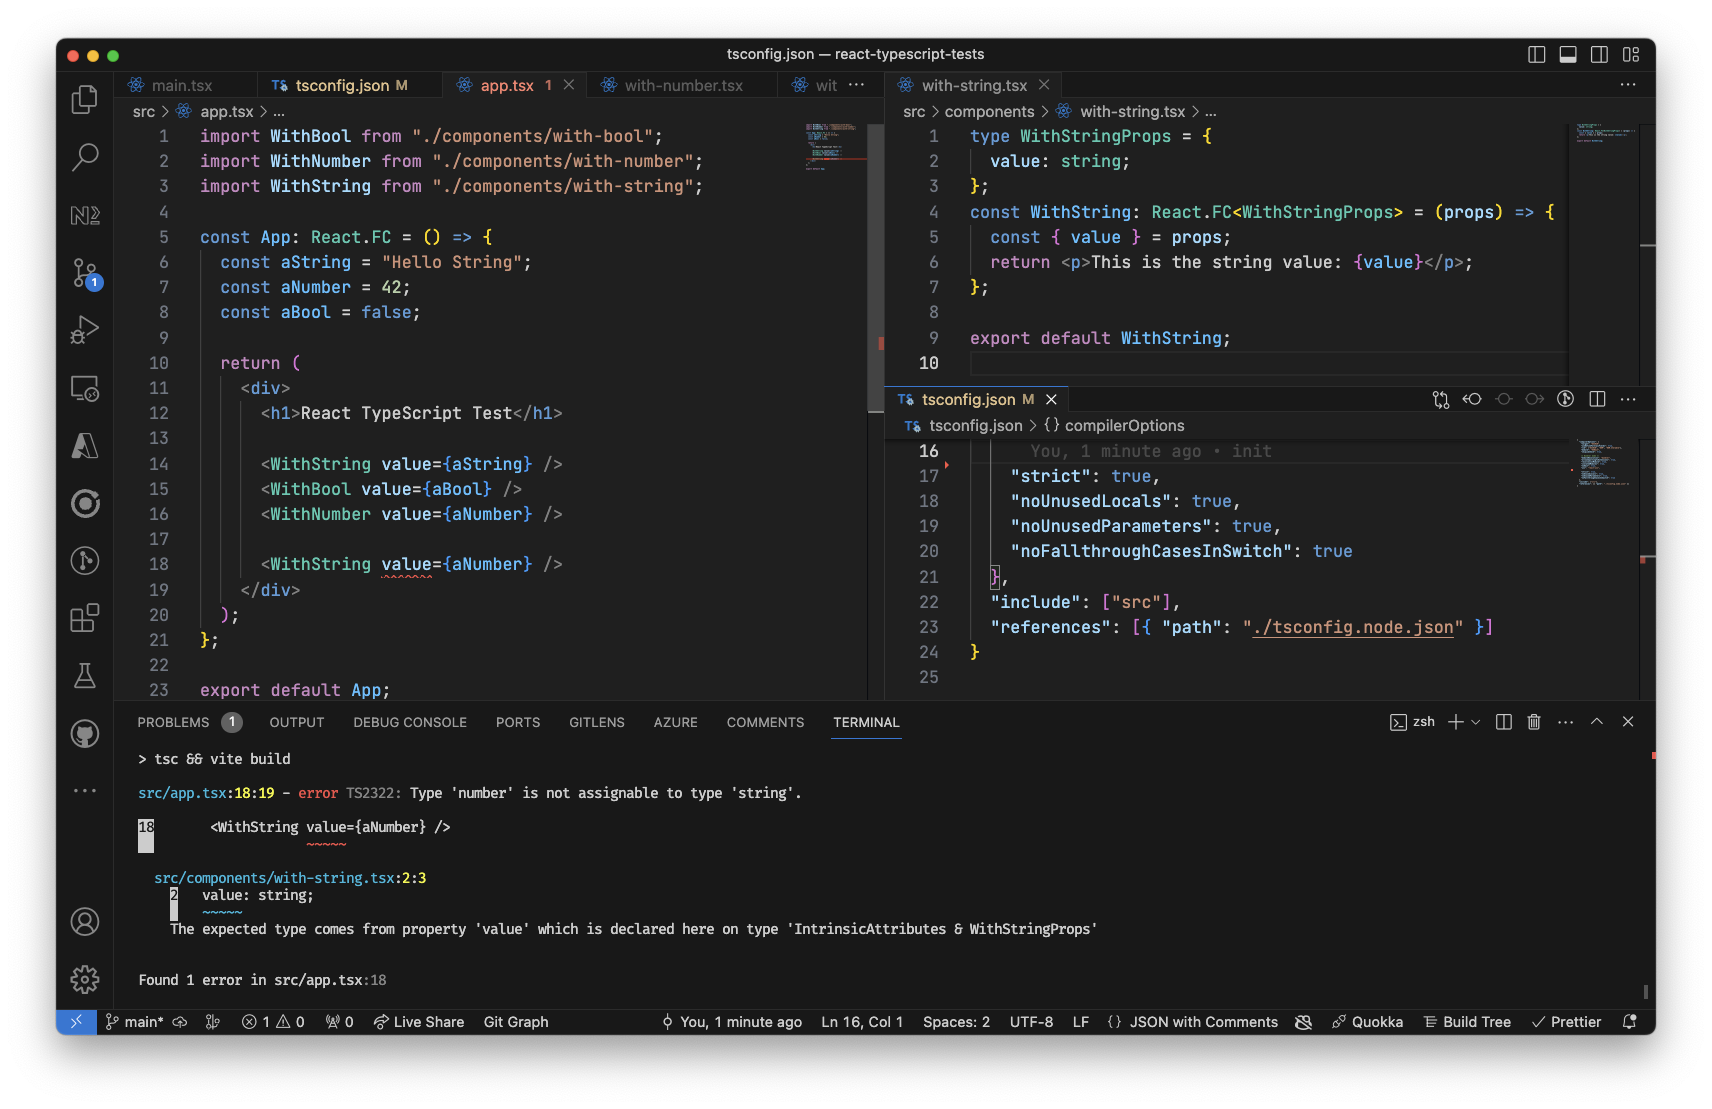 tsconfig.json — react-typescript-tests
main.tsx
tsconfig.json M
app.tsx 1
with-number.tsx
wit
src > app.tsx > ...
1 import WithBool from "./components/with-bool";
2 import WithNumber from "./components/with-number";
3 import WithString from "./components/with-string";
4
5 const App: React.FC = () => {
6 const aString = "Hello String";
7 const aNumber = 42;
8 const aBool = false;
9
10 return (
11 <div>
12 <h1>React TypeScript Test</h1>
13
14 <WithString value={aString} />
15 <WithBool value={aBool} />
16 <WithNumber value={aNumber} />
17
18 <WithString value={aNumber} />
19 </div>
20 );
21 };
22
23 export default App;
with-string.tsx
src > components > with-string.tsx > ...
1 type WithStringProps = {
2 value: string;
3 };
4 const WithString: React.FC<WithStringProps> = (props) => {
5 const { value } = props;
6 return <p>This is the string value: {value}</p>;
7 };
8
9 export default WithString;
10
tsconfig.json M
tsconfig.json > {} compilerOptions
16 You, 1 minute ago • init
17 "strict": true,
18 "noUnusedLocals": true,
19 "noUnusedParameters": true,
20 "noFallthroughCasesInSwitch": true
21 },
22 "include": ["src"],
23 "references": [{ "path": "./tsconfig.node.json" }]
24 }
25
1
PROBLEMS 1 OUTPUT DEBUG CONSOLE PORTS GITLENS AZURE COMMENTS TERMINAL
zsh
> tsc && vite build
src/app.tsx:18:19 - error TS2322: Type 'number' is not assignable to type 'string'.
18 <WithString value={aNumber} />
~~~~~
src/components/with-string.tsx:2:3
2 value: string;
~~~~~
The expected type comes from property 'value' which is declared here on type 'IntrinsicAttributes & WithStringProps'
Found 1 error in src/app.tsx:18
main* 1 0 0 Live Share Git Graph You, 1 minute ago Ln 16, Col 1 Spaces: 2 UTF-8 LF {} JSON with Comments Quokka Build Tree Prettier